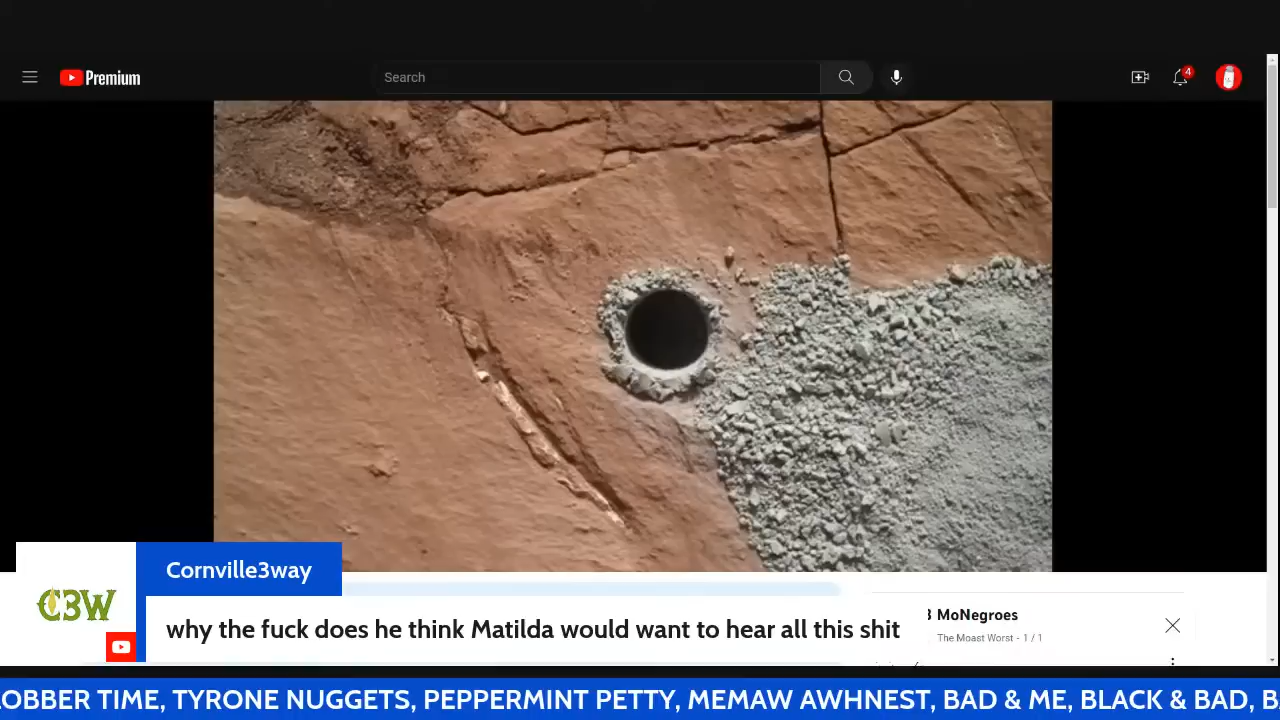 Premium
Search
4
Cornville3way
C3W
why the fuck does he think Matilda would want to hear all this shit
MoNegroes
The Moast Worst - 1 / 1
OBBER TIME, TYRONE NUGGETS, PEPPERMINT PETTY, MEMAW AWHNEST, BAD & ME, BLACK & BAD, B